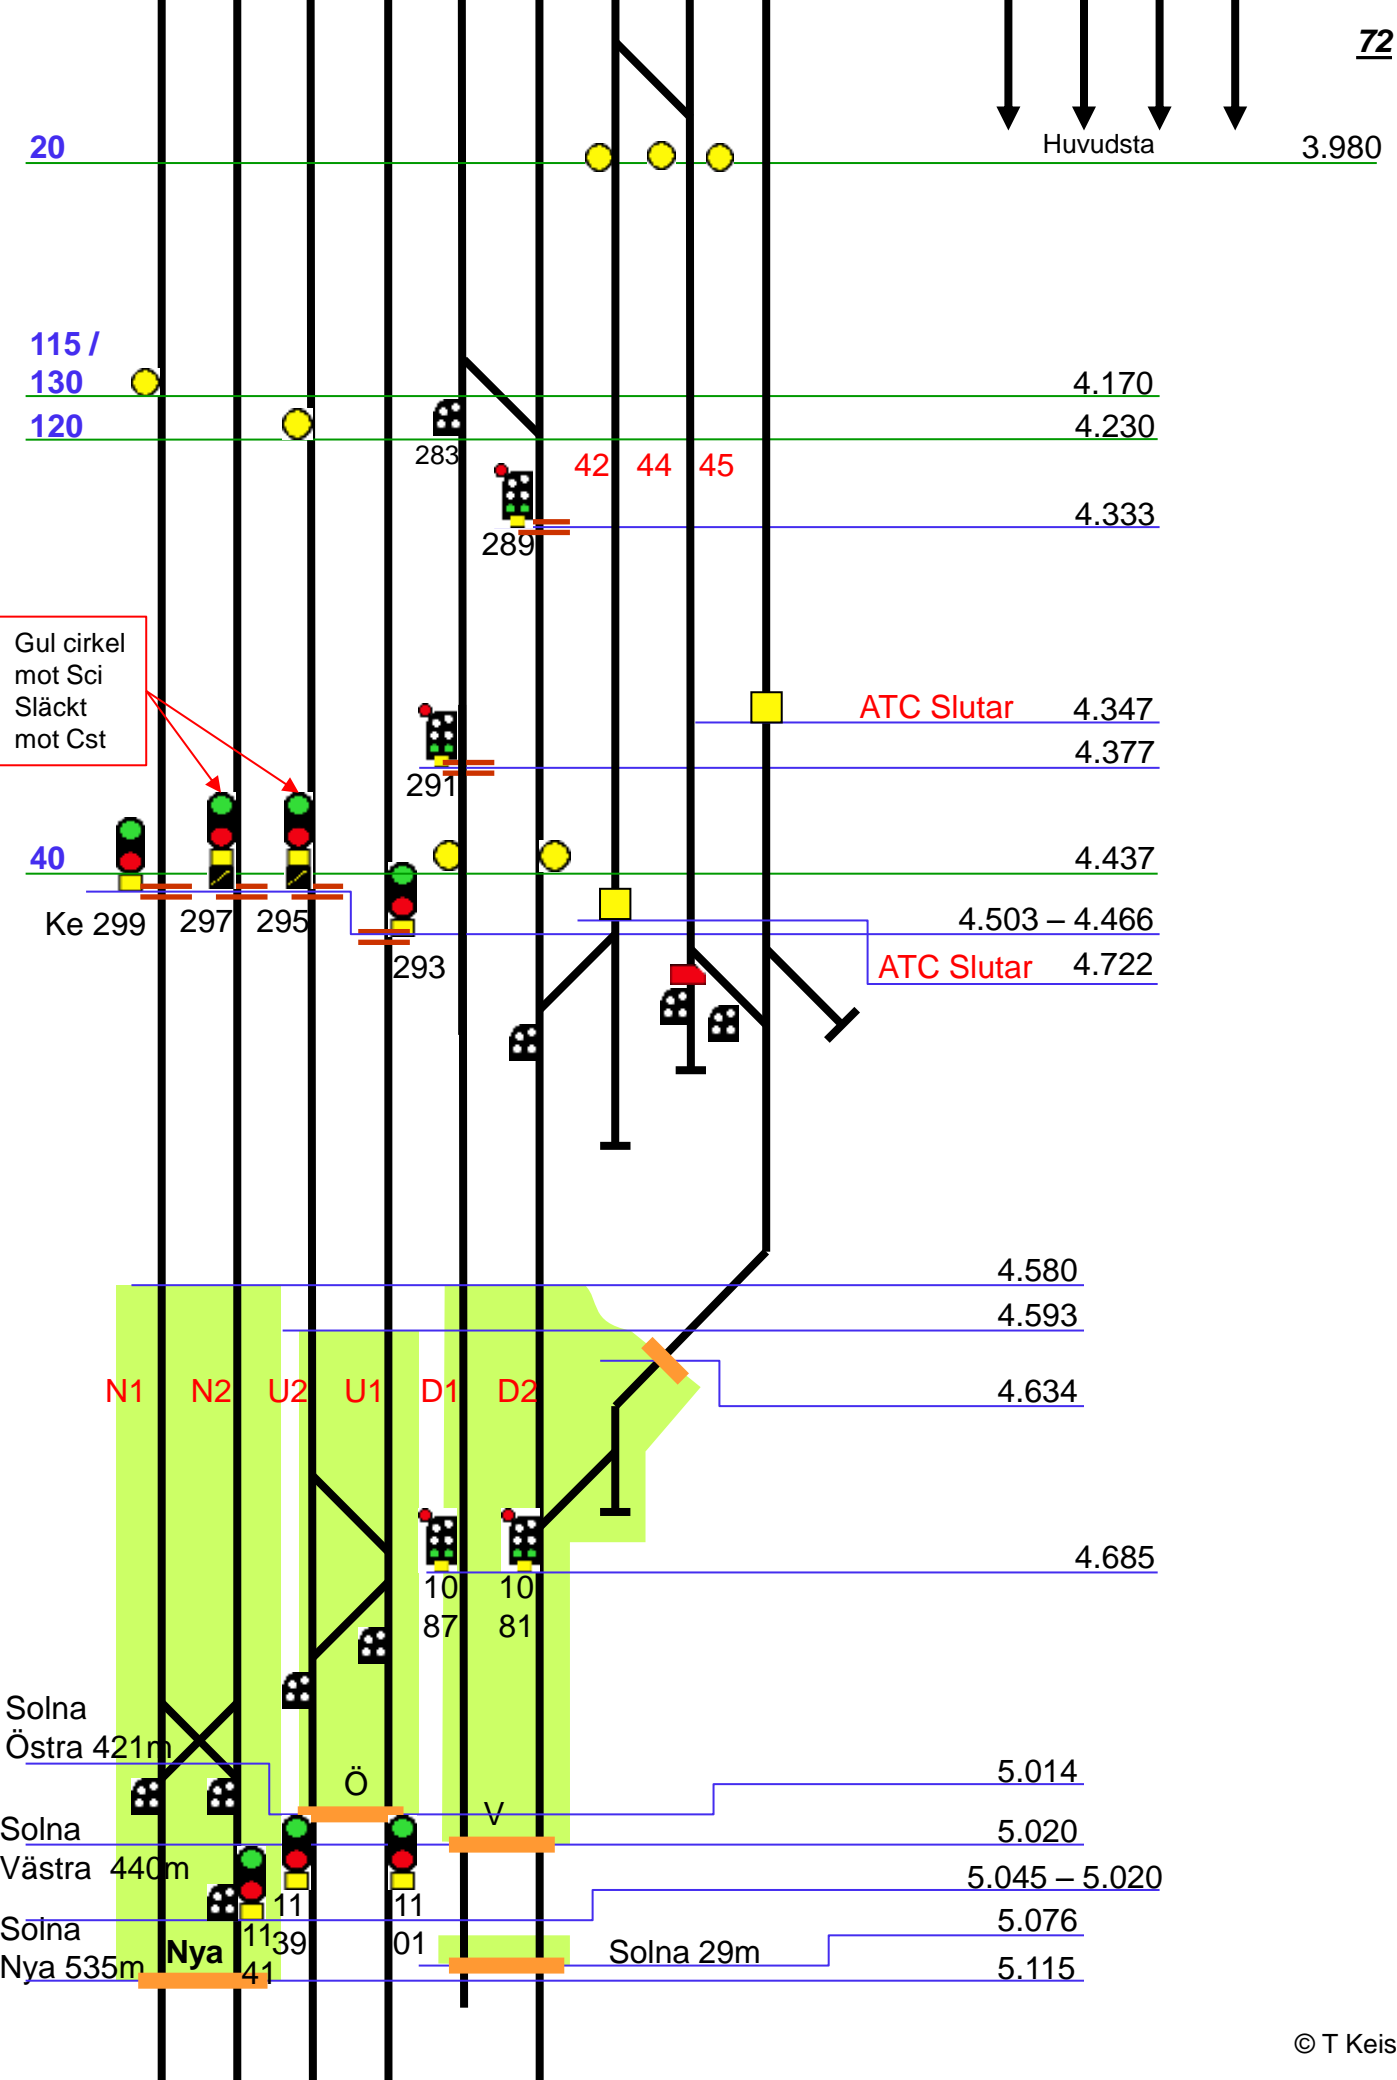 72
20
Huvudsta
3.980
115 /
130
4.170
120
4.230
283
42 44 45
4.333
289
Gul cirkel
mot Sci
Släckt
mot Cst
ATC Slutar 4.347
4.377
291
40
4.437
Ke 299 297 295
4.503 – 4.466
293
ATC Slutar 4.722
4.580
4.593
N1 N2 U2 U1 D1 D2
4.634
4.685
10
87
10
81
Solna
Östra 421m
Ö
5.014
V
Solna
Västra 440m
5.020
5.045 – 5.020
11
39
11
01
11
41
Solna
Nya 535m
Nya
Solna 29m
5.076
5.115
© T Keis